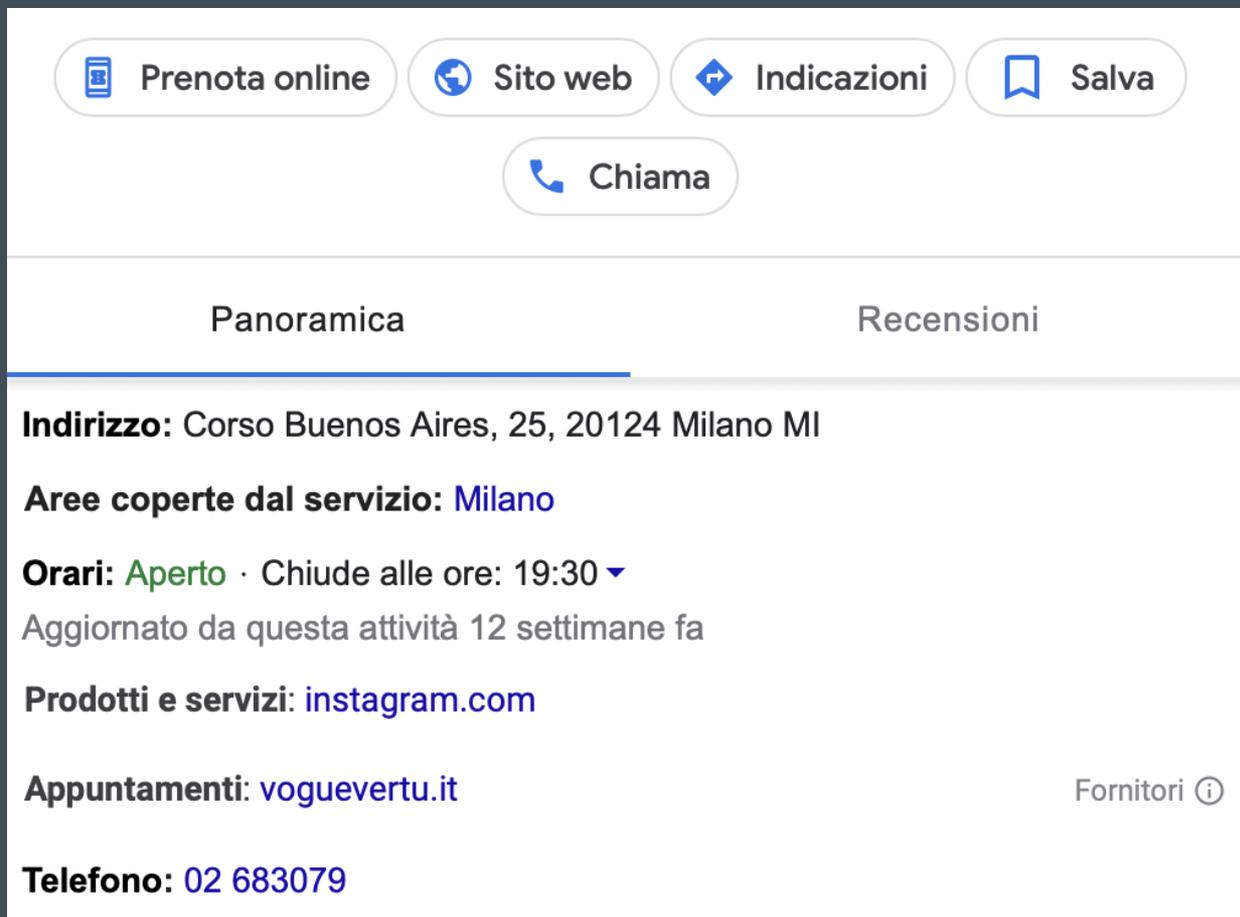 Prenota online
Sito web
Indicazioni
Salva
Chiama
Panoramica
Recensioni
Indirizzo: Corso Buenos Aires, 25, 20124 Milano MI
Aree coperte dal servizio: Milano
Orari: Aperto · Chiude alle ore: 19:30
Aggiornato da questa attività 12 settimane fa
Prodotti e servizi: instagram.com
Appuntamenti: voguevertu.it
Fornitori
Telefono: 02 683079